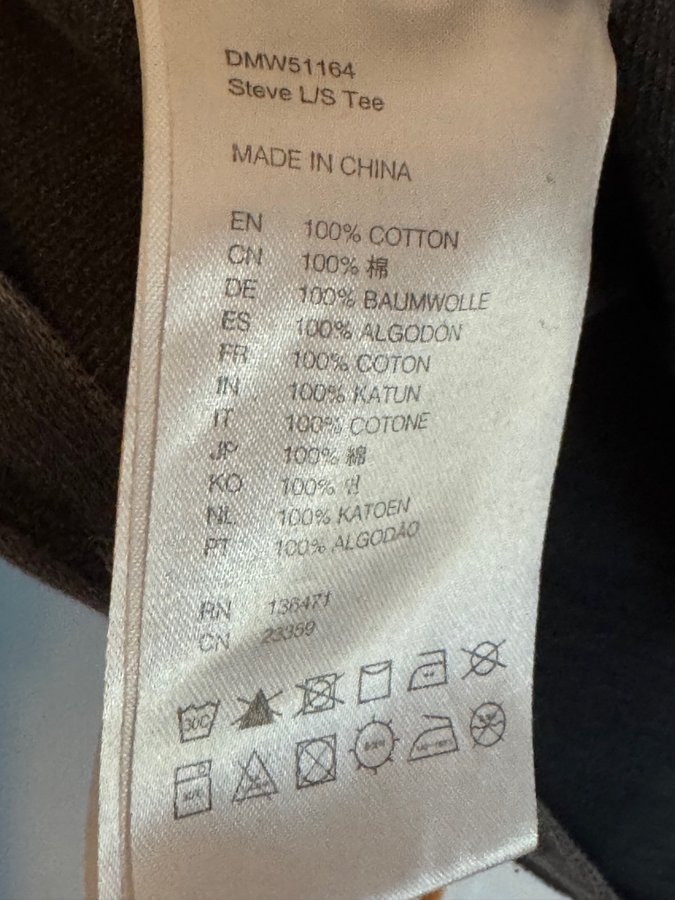 DMW51164
Steve L/S Tee
MADE IN CHINA
EN 100% COTTON
CN 100% 棉
DE 100% BAUMWOLLE
ES 100% ALGODÓN
FR 100% COTON
IN 100% KATUN
IT 100% COTONE
JP 100% 綿
KO 100% 면
NL 100% KATOEN
PT 100% ALGODÃO
RN 136471
CN 23359
30C